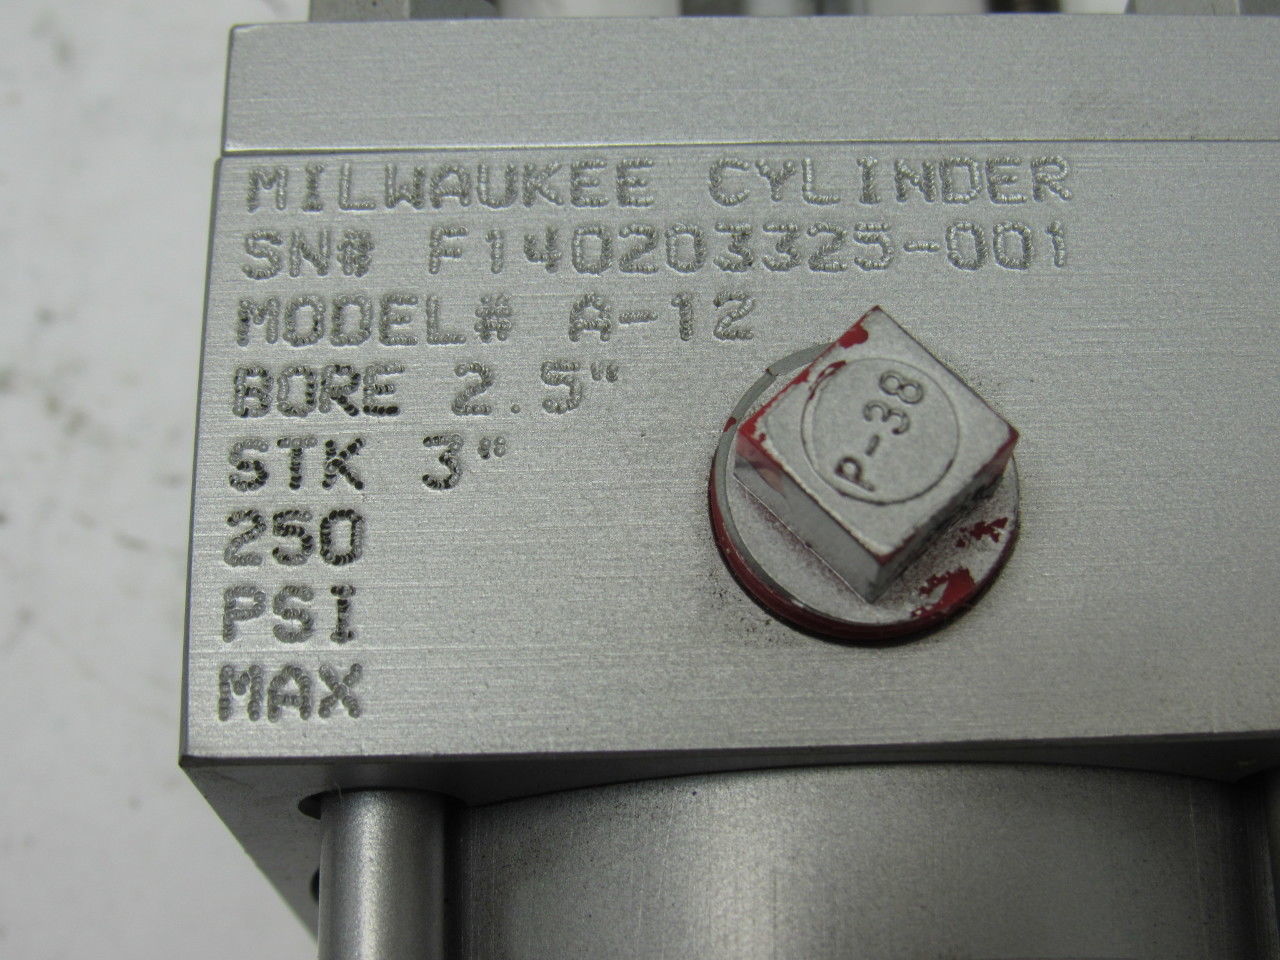 MILWAUKEE CYLINDER
SN# F140203325-001
MODEL# A-12
BORE 2.5"
STK 3"
250
PSI
MAX
P-38